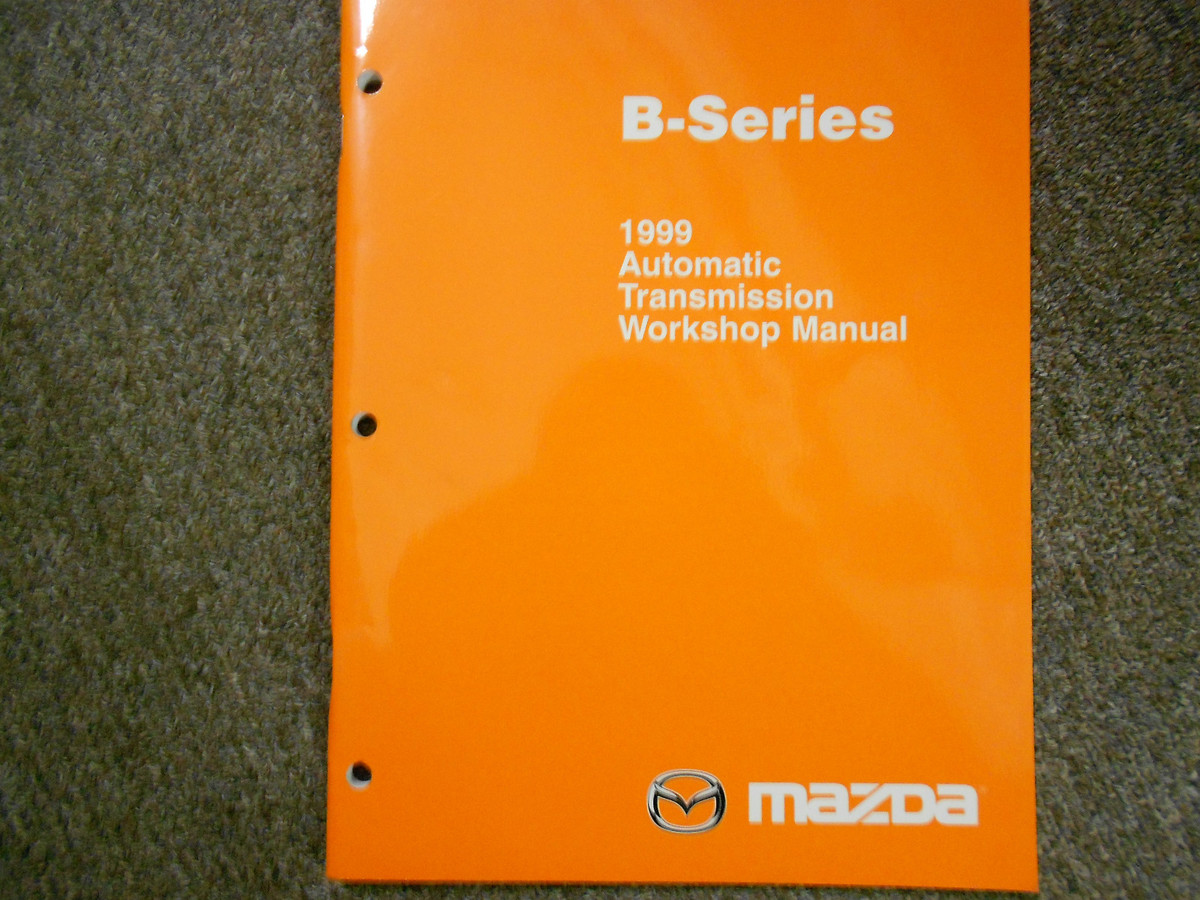 B-Series
1999
Automatic
Transmission
Workshop Manual
mazda